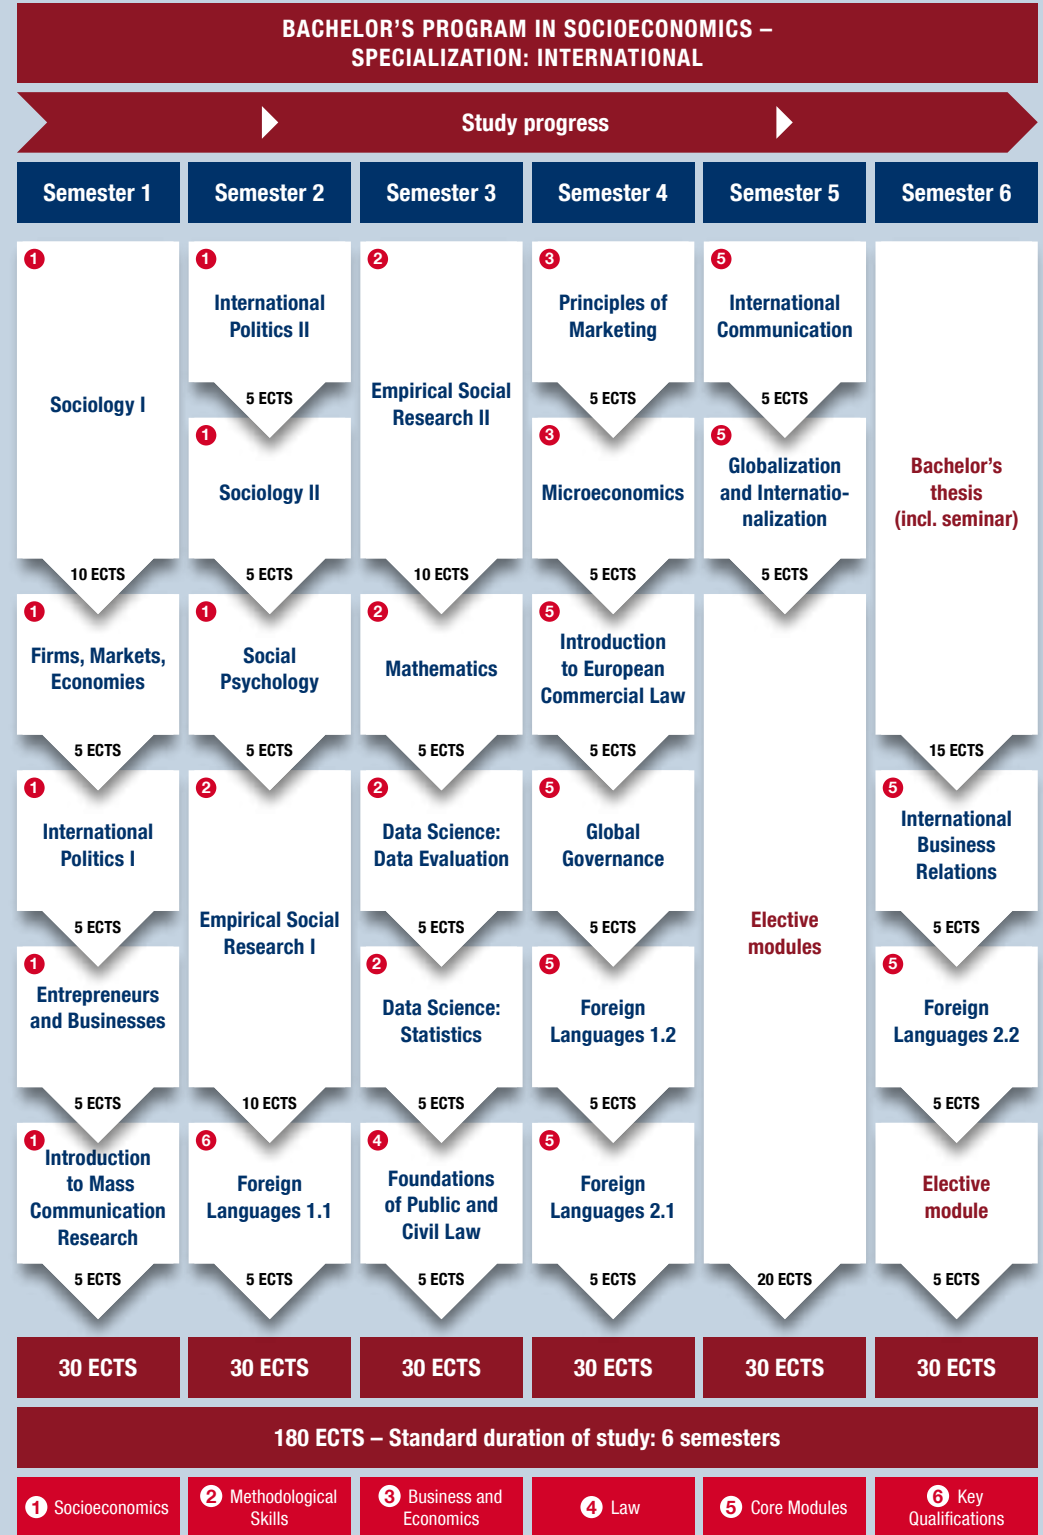 BACHELOR'S PROGRAM IN SOCIOECONOMICS –
SPECIALIZATION: INTERNATIONAL
Study progress
Semester 1
Semester 2
Semester 3
Semester 4
Semester 5
Semester 6
1
Sociology I
10 ECTS
1
Firms, Markets,
Economies
5 ECTS
1
International
Politics I
5 ECTS
1
Entrepreneurs
and Businesses
5 ECTS
1
Introduction
to Mass
Communication
Research
5 ECTS
30 ECTS
1
International
Politics II
5 ECTS
1
Sociology II
5 ECTS
1
Social
Psychology
5 ECTS
2
Empirical Social
Research I
10 ECTS
6
Foreign
Languages 1.1
5 ECTS
30 ECTS
2
Empirical Social
Research II
10 ECTS
2
Mathematics
5 ECTS
2
Data Science:
Data Evaluation
5 ECTS
2
Data Science:
Statistics
5 ECTS
4
Foundations
of Public and
Civil Law
5 ECTS
30 ECTS
3
Principles of
Marketing
5 ECTS
3
Microeconomics
5 ECTS
5
Introduction
to European
Commercial Law
5 ECTS
5
Global
Governance
5 ECTS
5
Foreign
Languages 1.2
5 ECTS
5
Foreign
Languages 2.1
5 ECTS
30 ECTS
5
International
Communication
5 ECTS
5
Globalization
and Internatio-
nalization
5 ECTS
Elective
modules
20 ECTS
30 ECTS
Bachelor's
thesis
(incl. seminar)
15 ECTS
5
International
Business
Relations
5 ECTS
5
Foreign
Languages 2.2
5 ECTS
Elective
module
5 ECTS
30 ECTS
180 ECTS – Standard duration of study: 6 semesters
1 Socioeconomics
2 Methodological
Skills
3 Business and
Economics
4 Law
5 Core Modules
6 Key
Qualifications